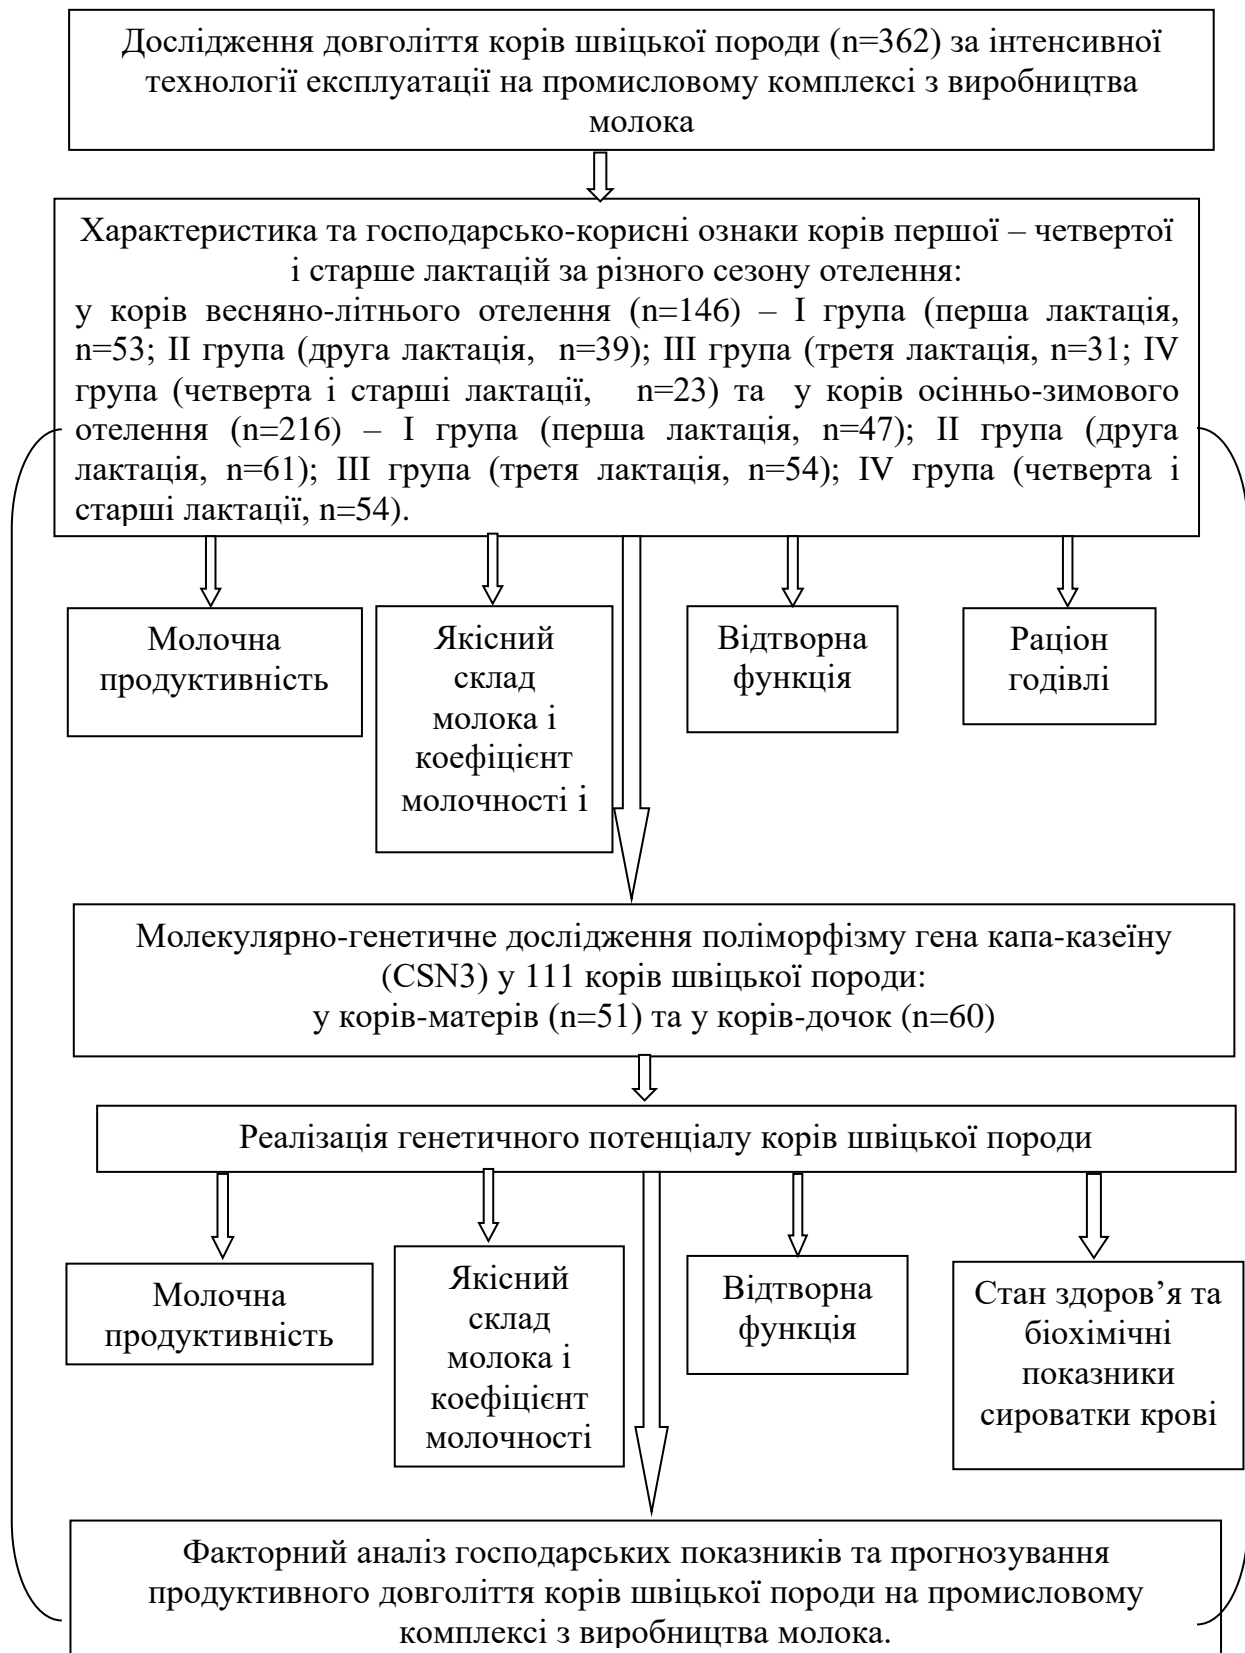 Дослідження довголіття корів швіцької породи (n=362) за інтенсивної
технології експлуатації на промисловому комплексі з виробництва
молока
Характеристика та господарсько-корисні ознаки корів першої – четвертої
і старше лактацій за різного сезону отелення:
у корів весняно-літнього отелення (n=146) – І група (перша лактація,
n=53; ІІ група (друга лактація, n=39); ІІІ група (третя лактація, n=31; IV
група (четверта і старші лактації, n=23) та у корів осінньо-зимового
отелення (n=216) – І група (перша лактація, n=47); ІІ група (друга
лактація, n=61); ІІІ група (третя лактація, n=54); IV група (четверта і
старші лактації, n=54).
Молочна
продуктивність
Якісний
склад
молока і
коефіцієнт
молочності і
Відтворна
функція
Раціон
годівлі
Молекулярно-генетичне дослідження поліморфізму гена капа-казеїну
(CSN3) у 111 корів швіцької породи:
у корів-матерів (n=51) та у корів-дочок (n=60)
Реалізація генетичного потенціалу корів швіцької породи
Молочна
продуктивність
Якісний
склад
молока і
коефіцієнт
молочності
Відтворна
функція
Стан здоров’я та
біохімічні
показники
сироватки крові
Факторний аналіз господарських показників та прогнозування
продуктивного довголіття корів швіцької породи на промисловому
комплексі з виробництва молока.